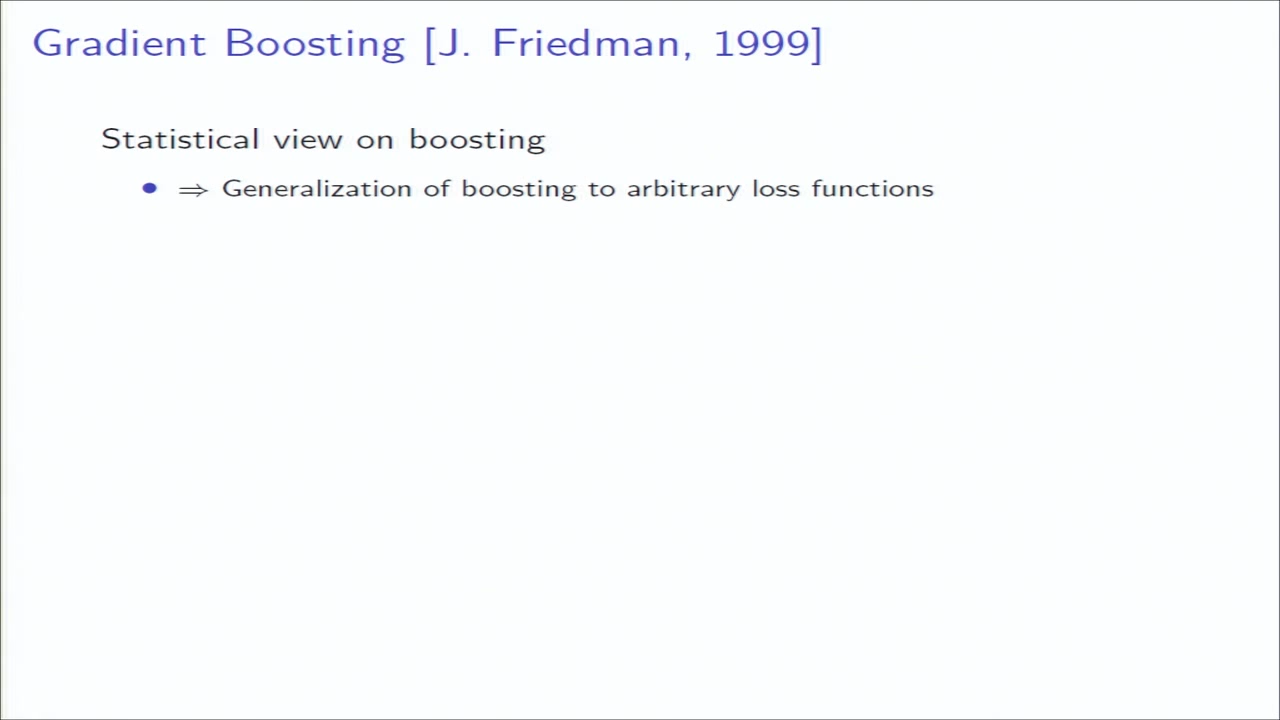 Gradient Boosting [J. Friedman, 1999]
Statistical view on boosting
• ⇒ Generalization of boosting to arbitrary loss functions